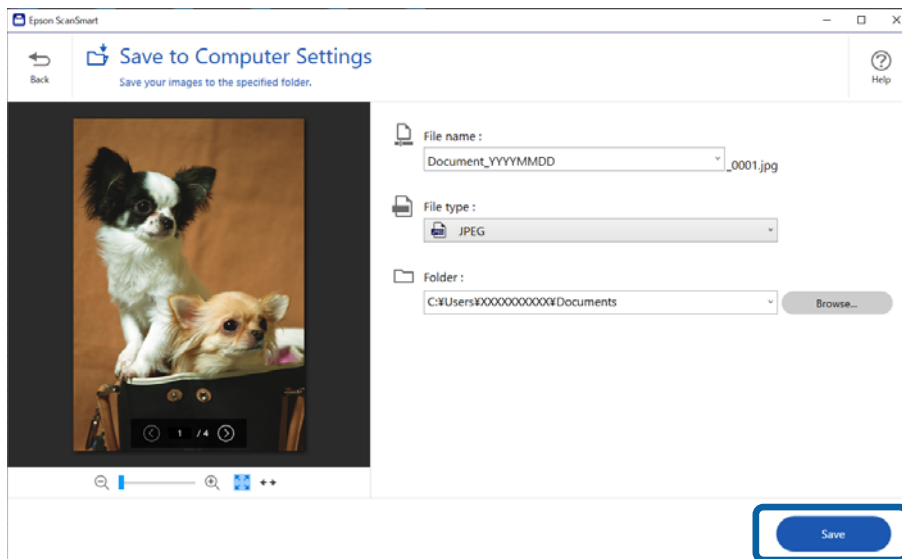 Epson ScanSmart
Back
Save to Computer Settings
Save your images to the specified folder.
Help
File name :
Document_YYYYMMDD
_0001.jpg
File type :
JPEG
Folder :
C:¥Users¥XXXXXXXXXXX¥Documents
Browse...
1 / 4
Save